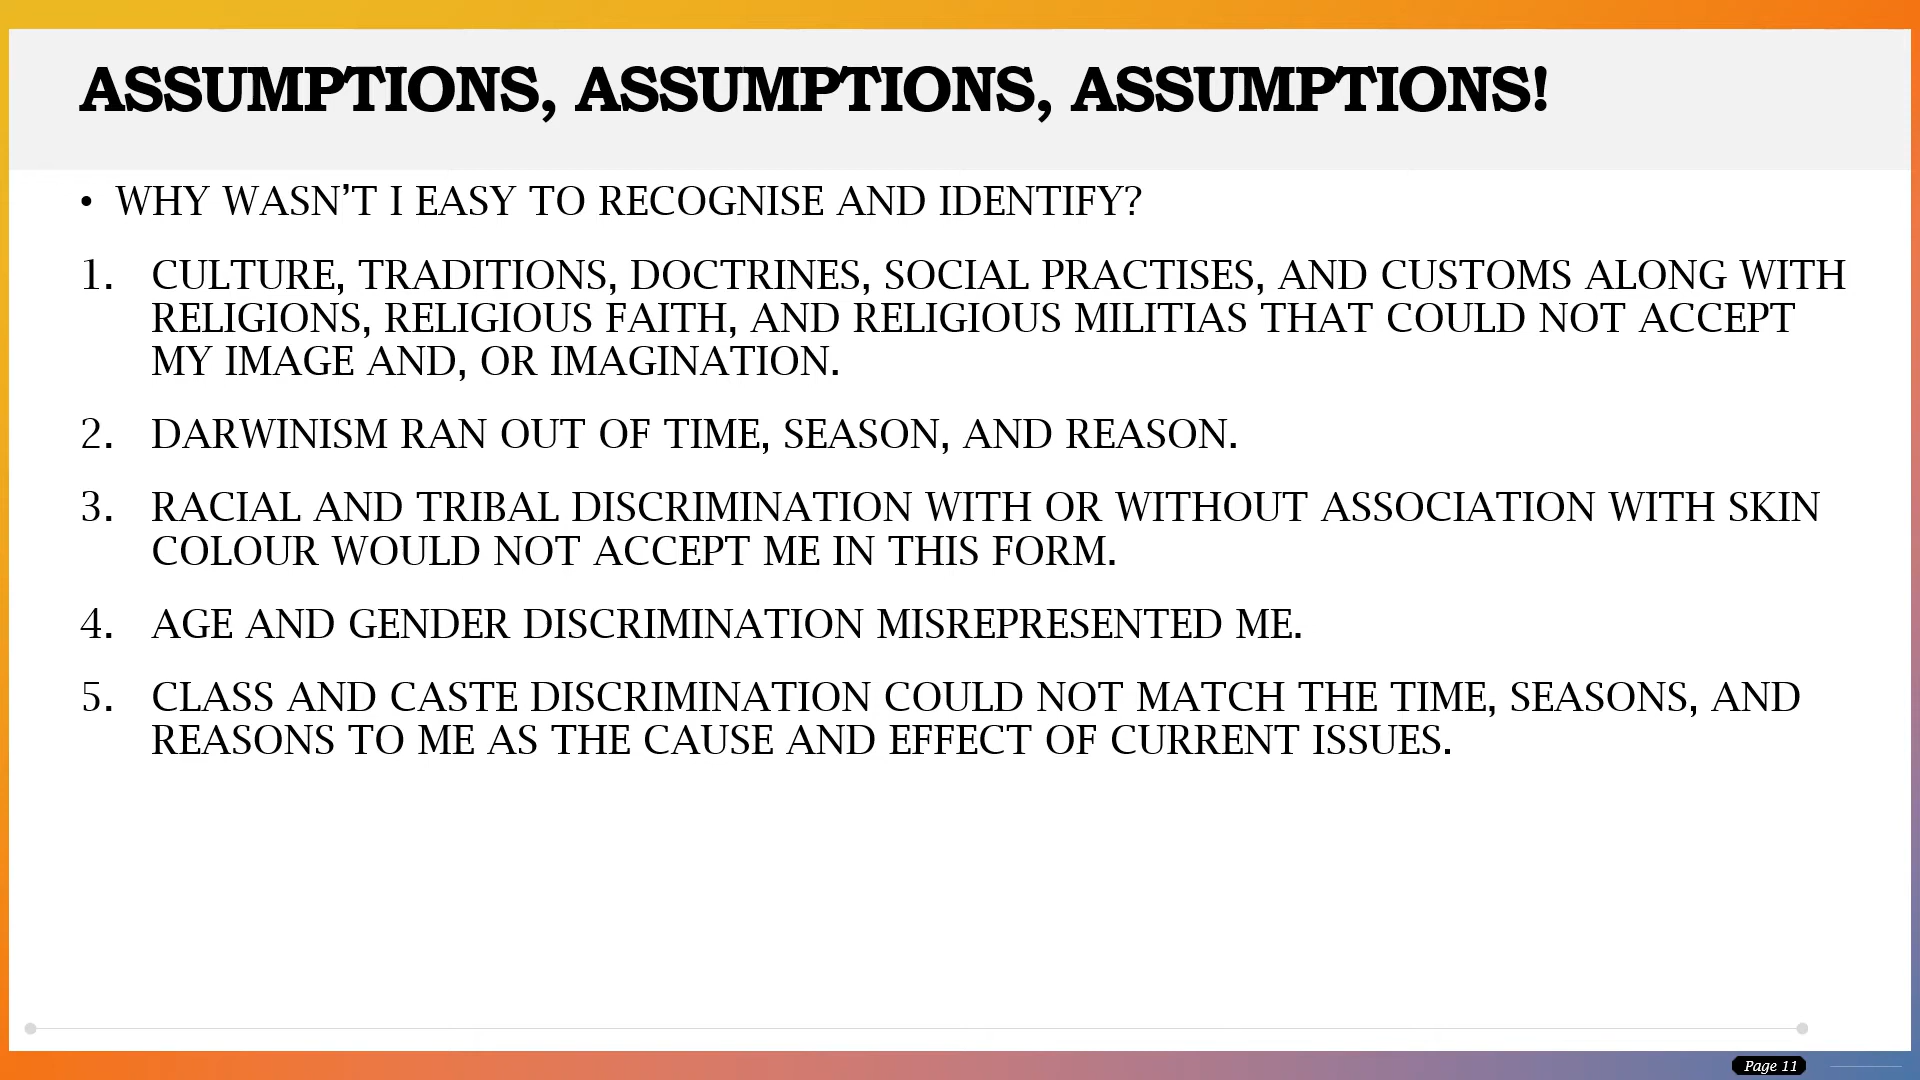 ASSUMPTIONS, ASSUMPTIONS, ASSUMPTIONS!
• WHY WASN’T I EASY TO RECOGNISE AND IDENTIFY?
1. CULTURE, TRADITIONS, DOCTRINES, SOCIAL PRACTISES, AND CUSTOMS ALONG WITH
RELIGIONS, RELIGIOUS FAITH, AND RELIGIOUS MILITIAS THAT COULD NOT ACCEPT
MY IMAGE AND, OR IMAGINATION.
2. DARWINISM RAN OUT OF TIME, SEASON, AND REASON.
3. RACIAL AND TRIBAL DISCRIMINATION WITH OR WITHOUT ASSOCIATION WITH SKIN
COLOUR WOULD NOT ACCEPT ME IN THIS FORM.
4. AGE AND GENDER DISCRIMINATION MISREPRESENTED ME.
5. CLASS AND CASTE DISCRIMINATION COULD NOT MATCH THE TIME, SEASONS, AND
REASONS TO ME AS THE CAUSE AND EFFECT OF CURRENT ISSUES.
Page 11